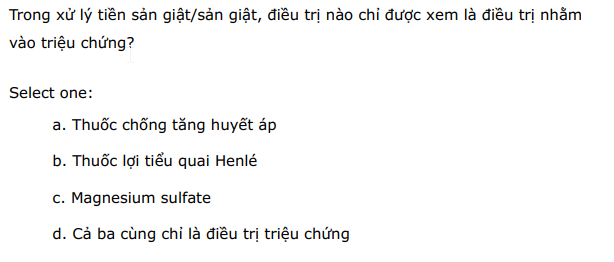 Trong xử lý tiền sản giật/sản giật, điều trị nào chỉ được xem là điều trị nhằm
vào triệu chứng?
Select one:
a. Thuốc chống tăng huyết áp
b. Thuốc lợi tiểu quai Henlé
c. Magnesium sulfate
d. Cả ba cùng chỉ là điều trị triệu chứng